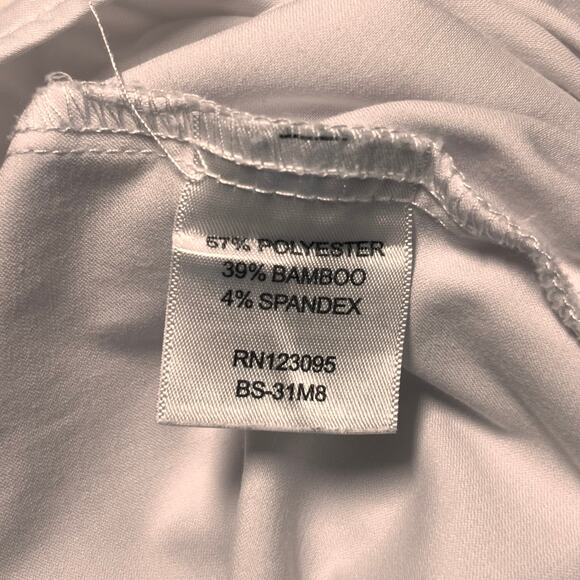 57% POLYESTER
39% BAMBOO
4% SPANDEX
RN123095
BS-31M8